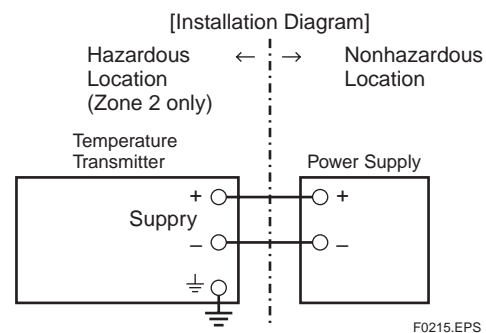 [Installation Diagram]
Hazardous
Location
(Zone 2 only)
← → Nonhazardous
Location
Temperature
Transmitter
Power Supply
+ +
Suppry
– –
F0215.EPS